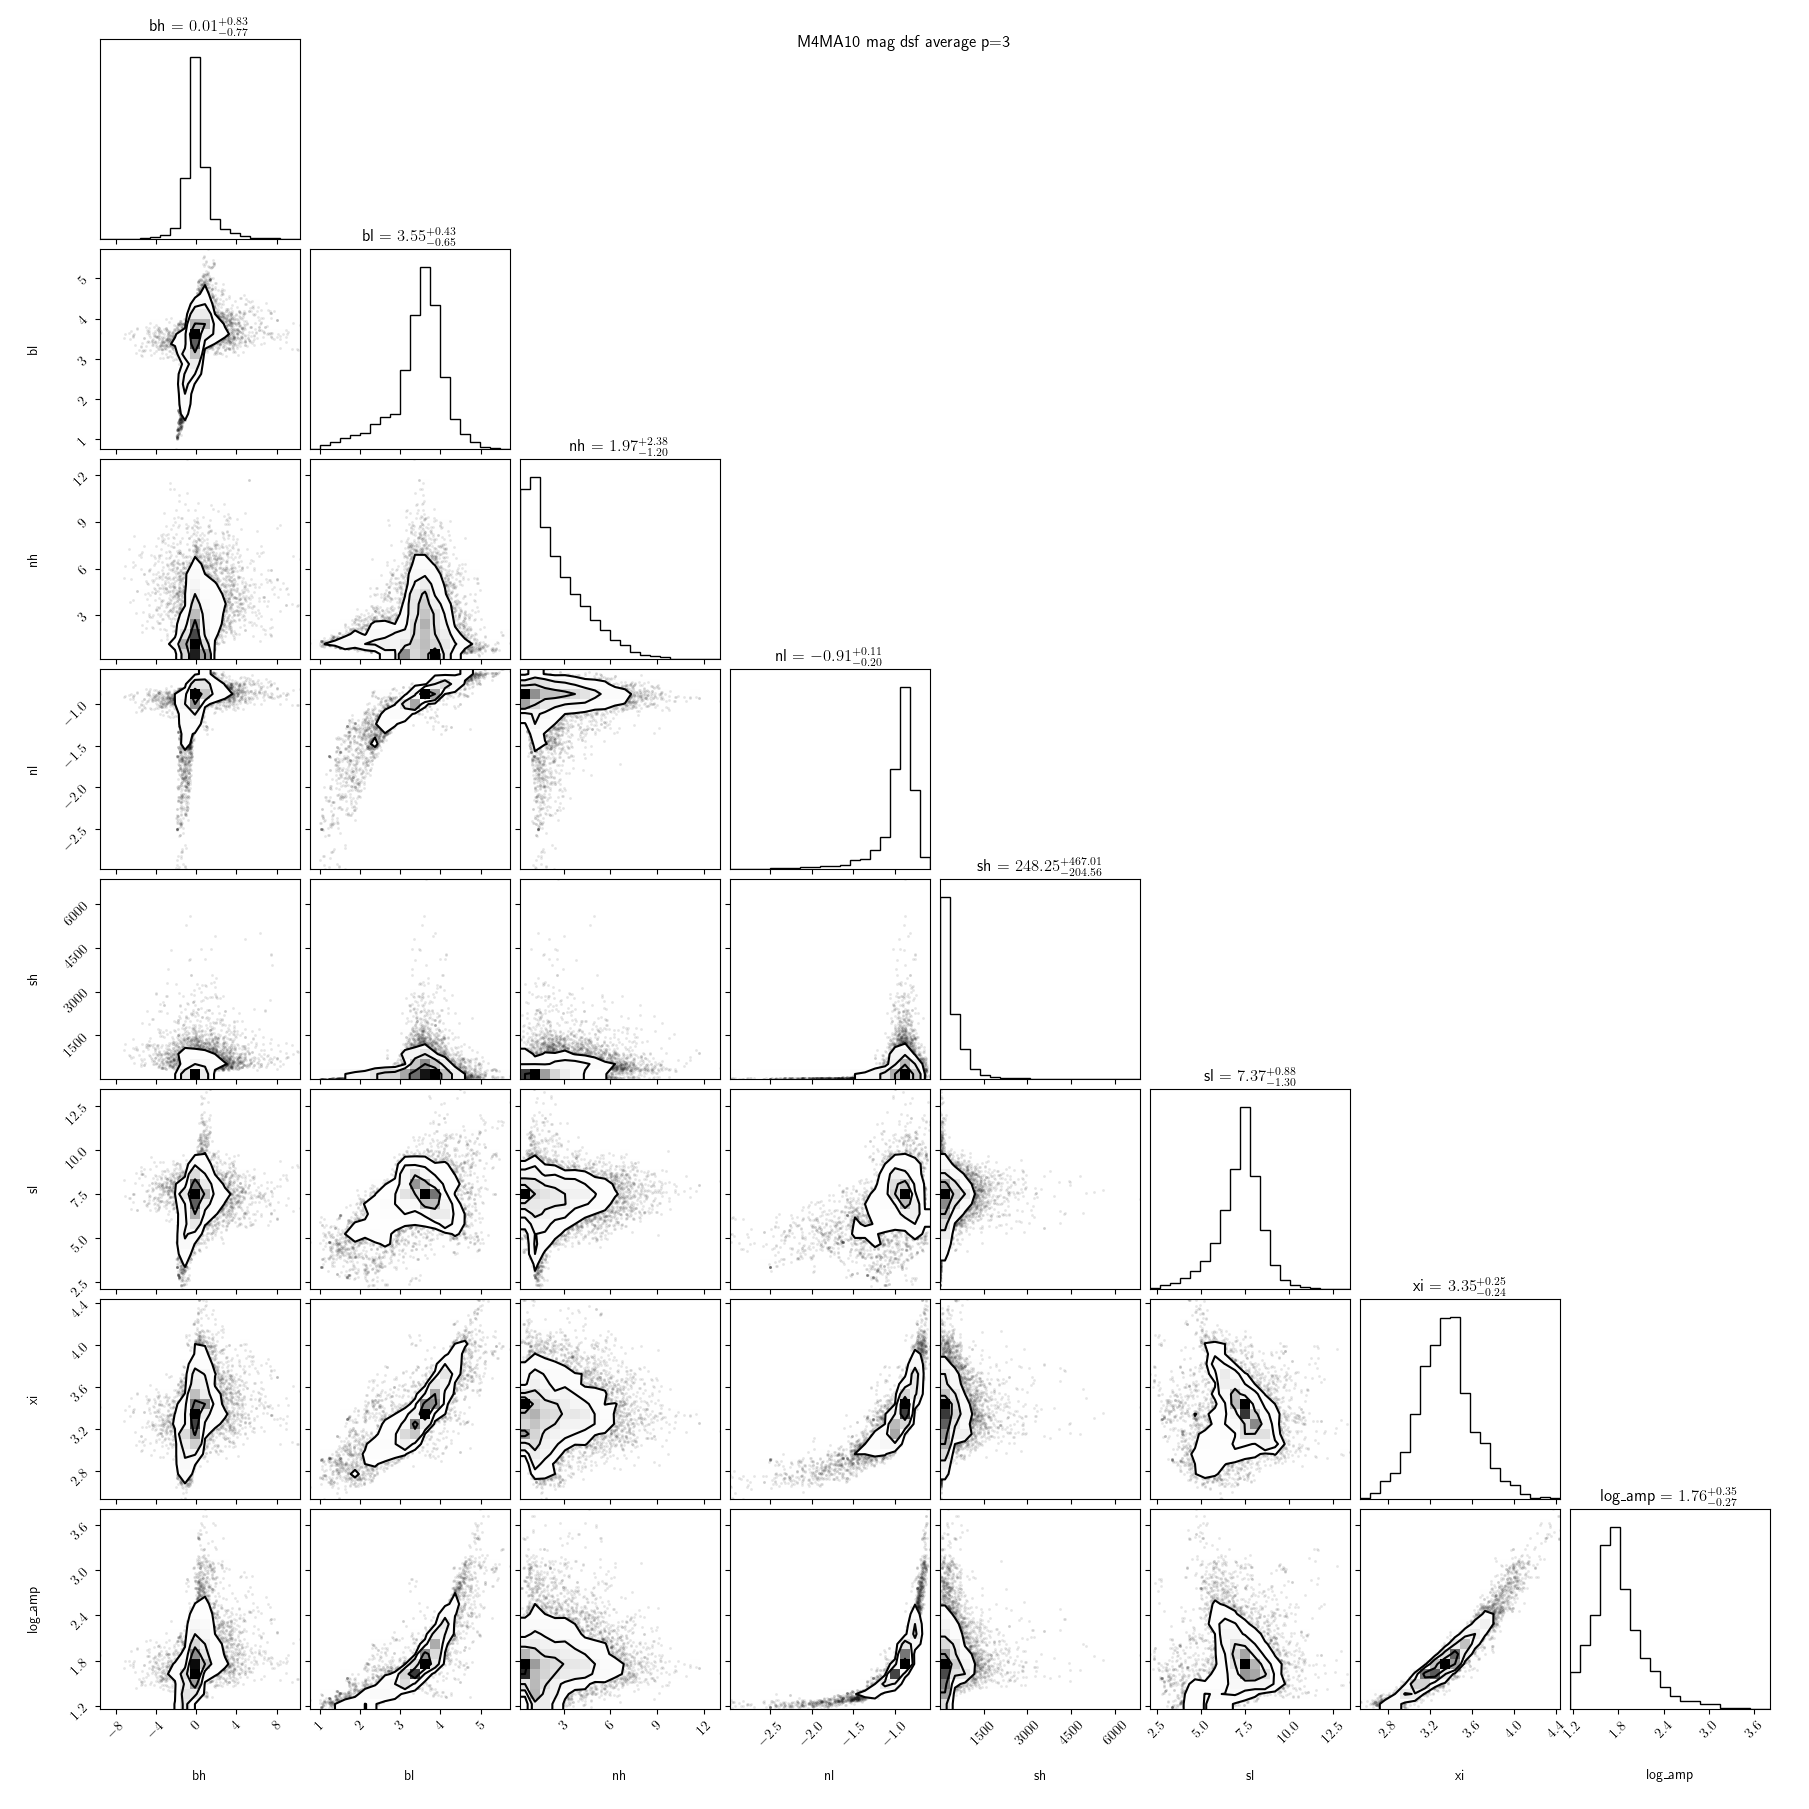 M4MA10 mag dsf average p=3
bh = 0.01+0.83−0.77
bl = 3.55+0.43−0.65
5
4
3
2
1
bl
nh = 1.97+2.38−1.20
12
9
6
3
nh
nl = −0.91+0.11−0.20
−1.0
−1.5
−2.0
−2.5
nl
sh = 248.25+467.01−204.56
6000
4500
3000
1500
sh
sl = 7.37+0.88−1.30
12.5
10.0
7.5
5.0
2.5
sl
xi = 3.35+0.25−0.24
4.4
4.0
3.6
3.2
2.8
xi
log_amp = 1.76+0.35−0.27
3.6
3.0
2.4
1.8
1.2
log_amp
−8 −4 0 4 8
1 2 3 4 5
3 6 9 12
−2.5 −2.0 −1.5 −1.0
1500 3000 4500 6000
2.5 5.0 7.5 10.0 12.5
2.8 3.2 3.6 4.0 4.4
1.2 1.8 2.4 3.0 3.6
bh bl nh nl sh sl xi log_amp